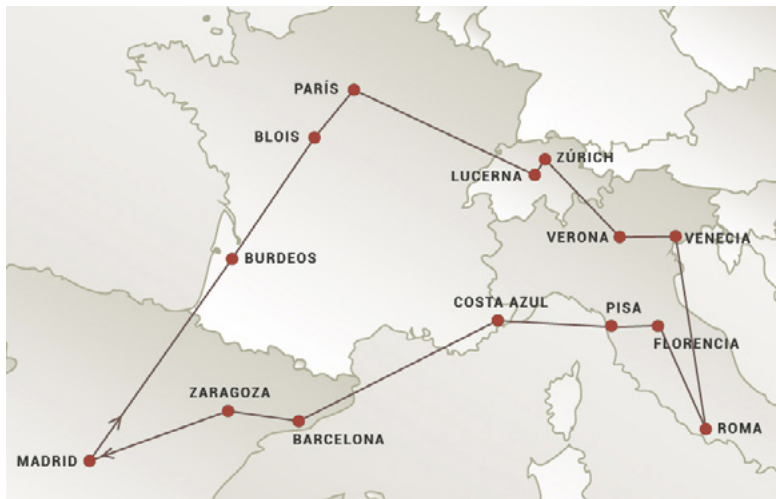 PARÍS
BLOIS
ZÚRICH
LUCERNA
VERONA
VENECIA
BURDEOS
COSTA AZUL
PISA
FLORENCIA
ZARAGOZA
BARCELONA
ROMA
MADRID